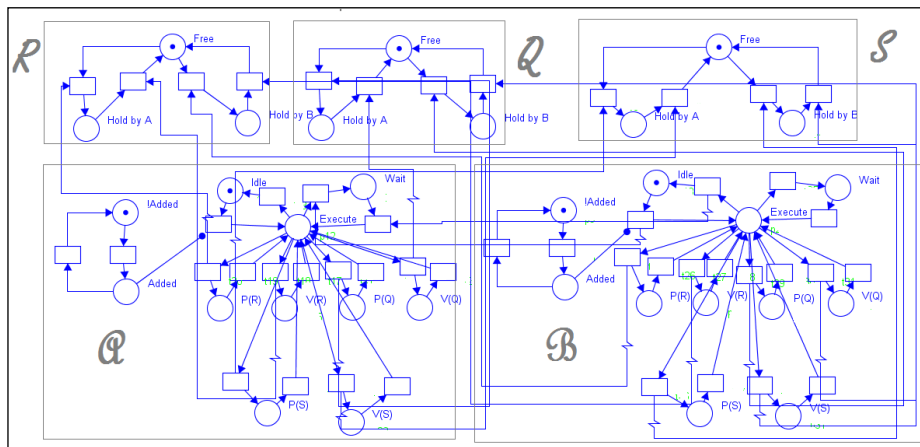 R
Free
Hold by A
Hold by B
Q
Free
Hold by A
Hold by B
S
Free
Hold by A
Hold by B
A
Idle
Wait
!Added
Execute
Added
P(R)
V(R)
P(Q)
V(Q)
P(S)
V(S)
B
Idle
Wait
!Added
Execute
Added
P(R)
V(R)
P(Q)
V(Q)
P(S)
V(S)